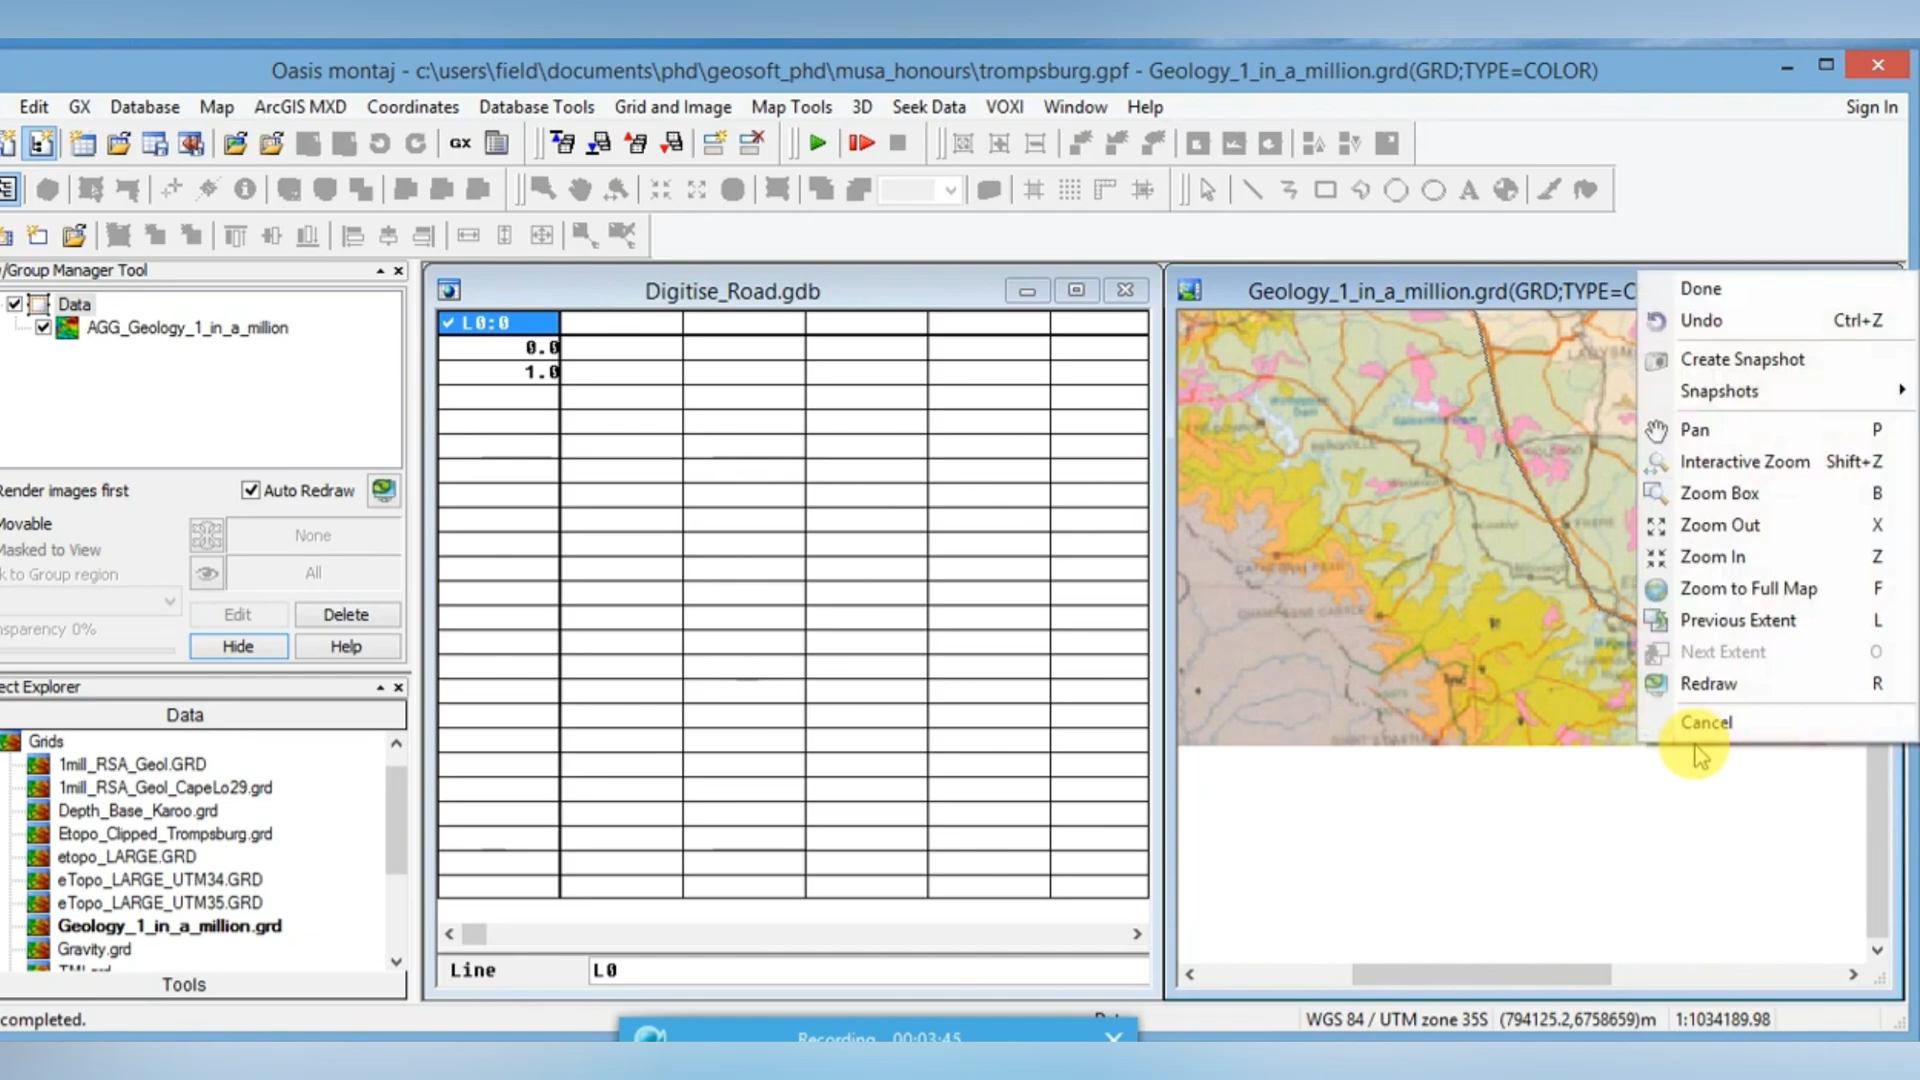 Oasis montaj - c:\users\field\documents\phd\geosoft_phd\musa_honours\trompsburg.gpf - Geology_1_in_a_million.grd(GRD;TYPE=COLOR)
Edit GX Database Map ArcGIS MXD Coordinates Database Tools Grid and Image Map Tools 3D Seek Data VOXI Window Help Sign In
GX
/Group Manager Tool
Data
AGG_Geology_1_in_a_million
Render images first
Auto Redraw
Movable
None
Masked to View
k to Group region
All
Edit
Delete
nsparency 0%
Hide
Help
ect Explorer
Data
Grids
1mill_RSA_Geol.GRD
1mill_RSA_Geol_CapeLo29.grd
Depth_Base_Karoo.grd
Etopo_Clipped_Trompsburg.grd
etopo_LARGE.GRD
eTopo_LARGE_UTM34.GRD
eTopo_LARGE_UTM35.GRD
Geology_1_in_a_million.grd
Gravity.grd
Tools
completed.
Digitise_Road.gdb
L0:0
0.0
1.0
Line L0
Geology_1_in_a_million.grd(GRD;TYPE=C
Done
Undo Ctrl+Z
Create Snapshot
Snapshots
Pan P
Interactive Zoom Shift+Z
Zoom Box B
Zoom Out X
Zoom In Z
Zoom to Full Map F
Previous Extent L
Next Extent O
Redraw R
Cancel
WGS 84 / UTM zone 35S (794125.2,6758659)m 1:1034189.98
Recording 00:03:45